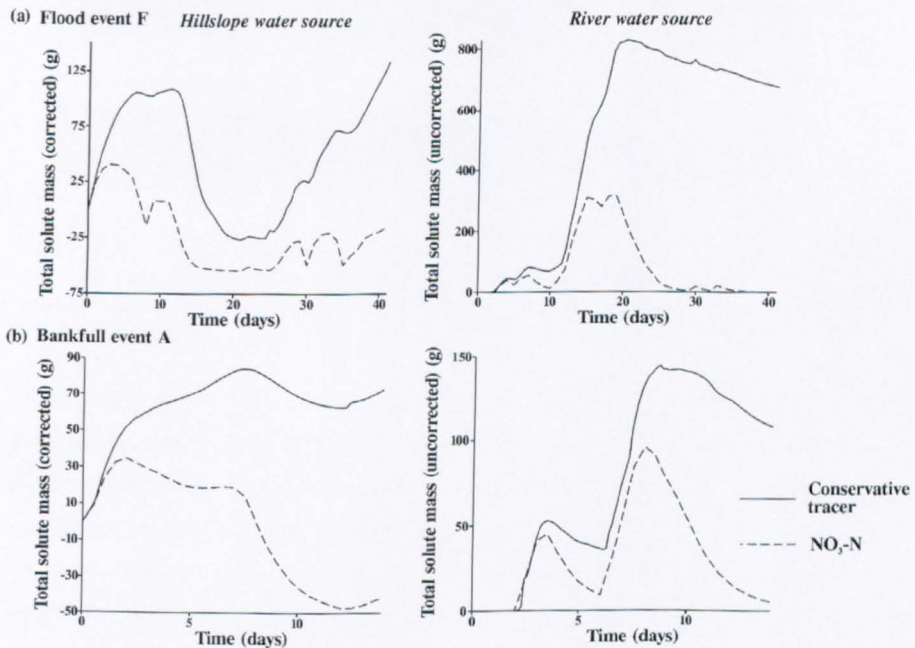 (a) Flood event F
Hillslope water source
River water source
Total solute mass (corrected) (g)
125
75
25
-25
-75
0
10
20
30
40
Time (days)
Total solute mass (uncorrected) (g)
800
600
400
200
0
0
10
20
30
40
Time (days)
(b) Bankfull event A
Total solute mass (corrected) (g)
90
70
50
30
10
-10
-30
-50
0
5
10
Time (days)
Total solute mass (uncorrected) (g)
150
100
50
0
0
5
10
Time (days)
Conservative
tracer
NO₃-N